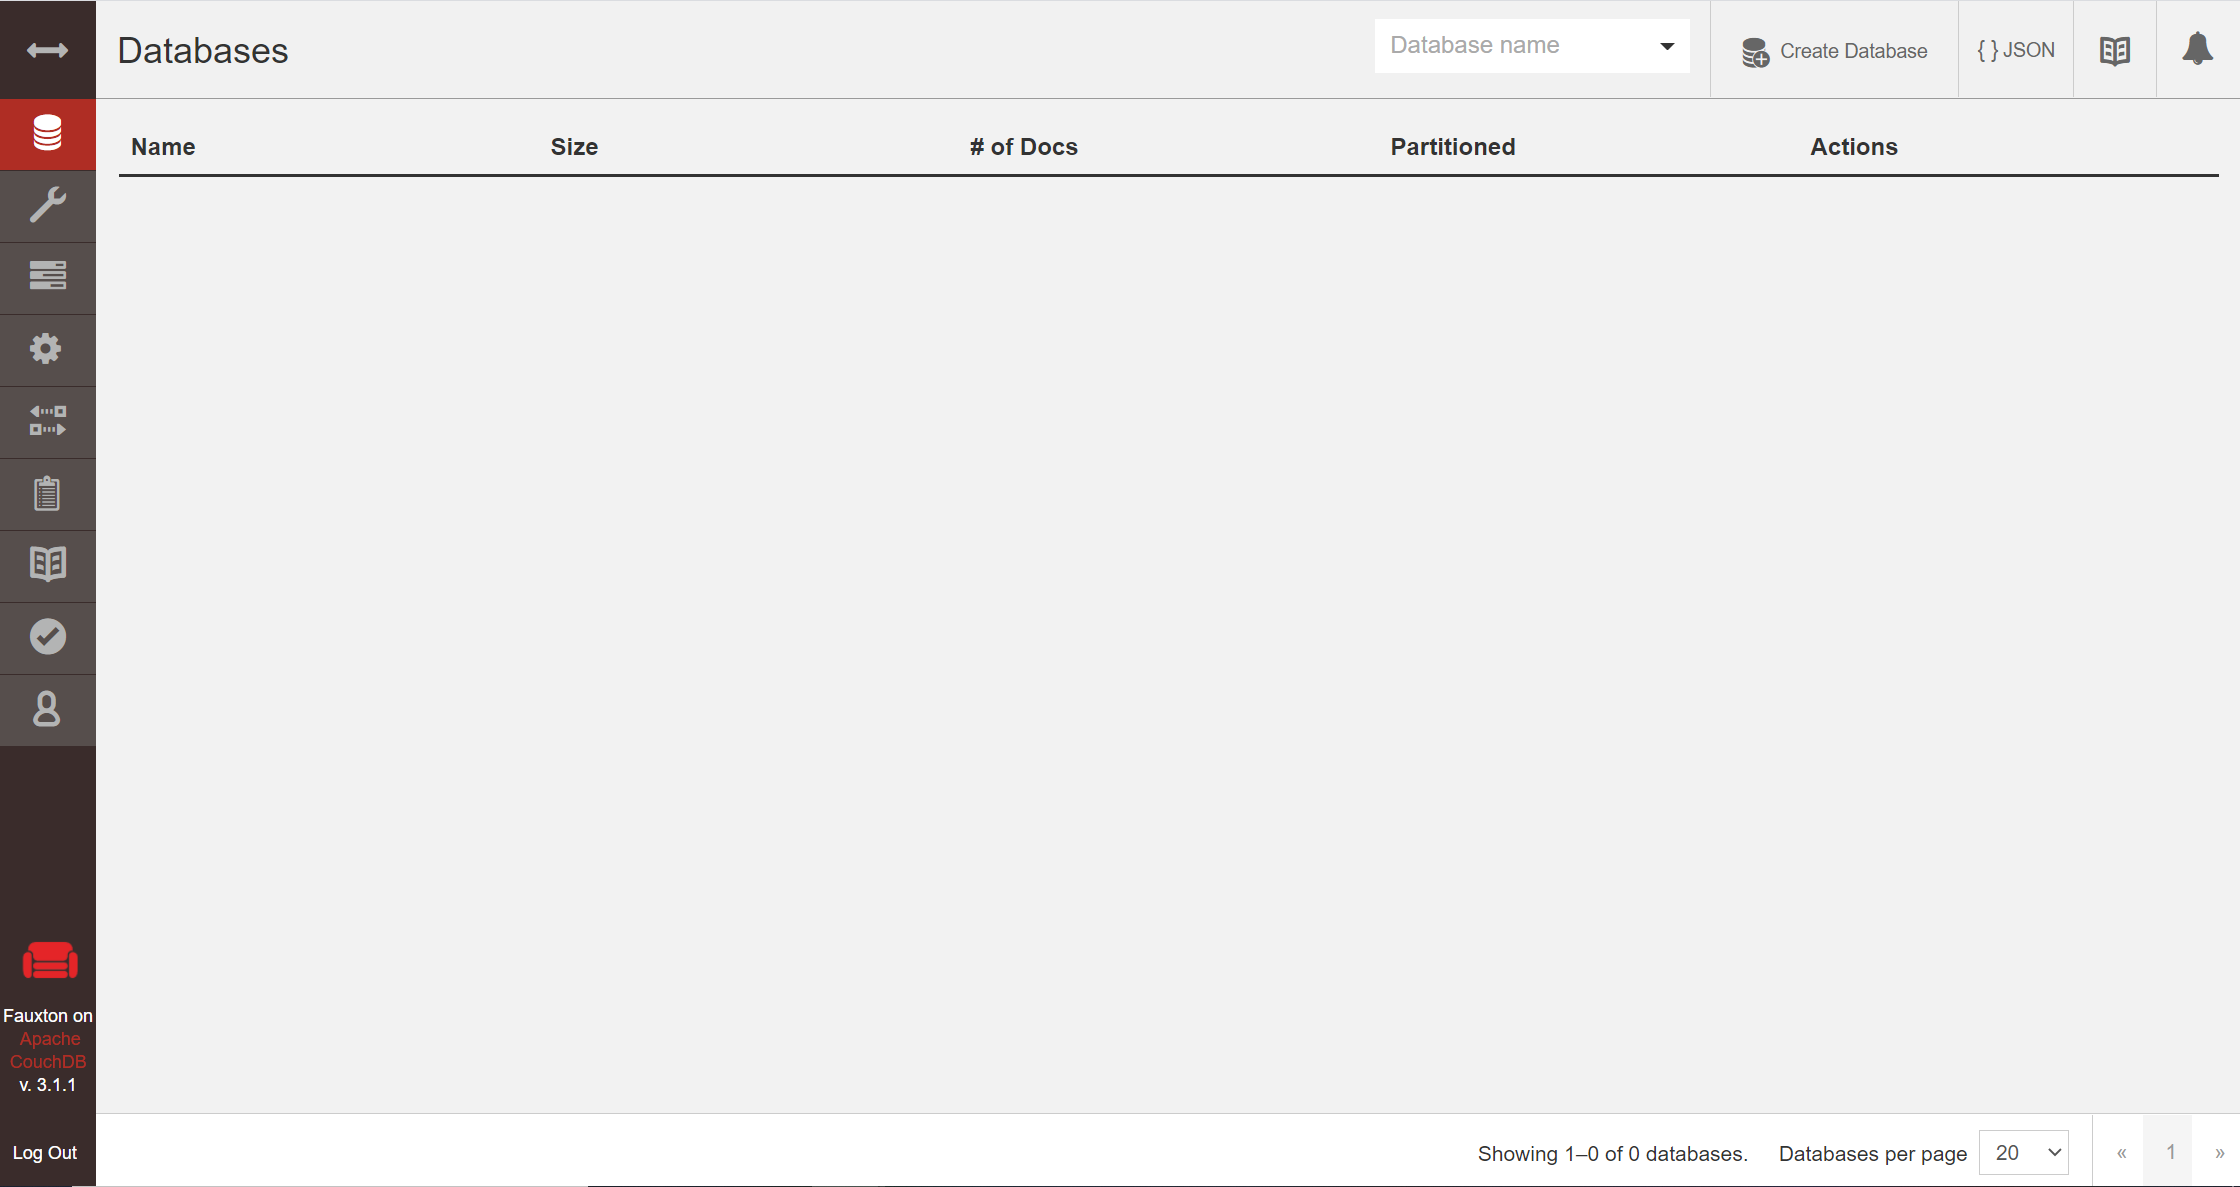 Databases
Database name
Create Database
{ } JSON
Name Size # of Docs Partitioned Actions
Fauxton on
Apache
CouchDB
v. 3.1.1
Log Out
Showing 1–0 of 0 databases. Databases per page 20 « 1 »